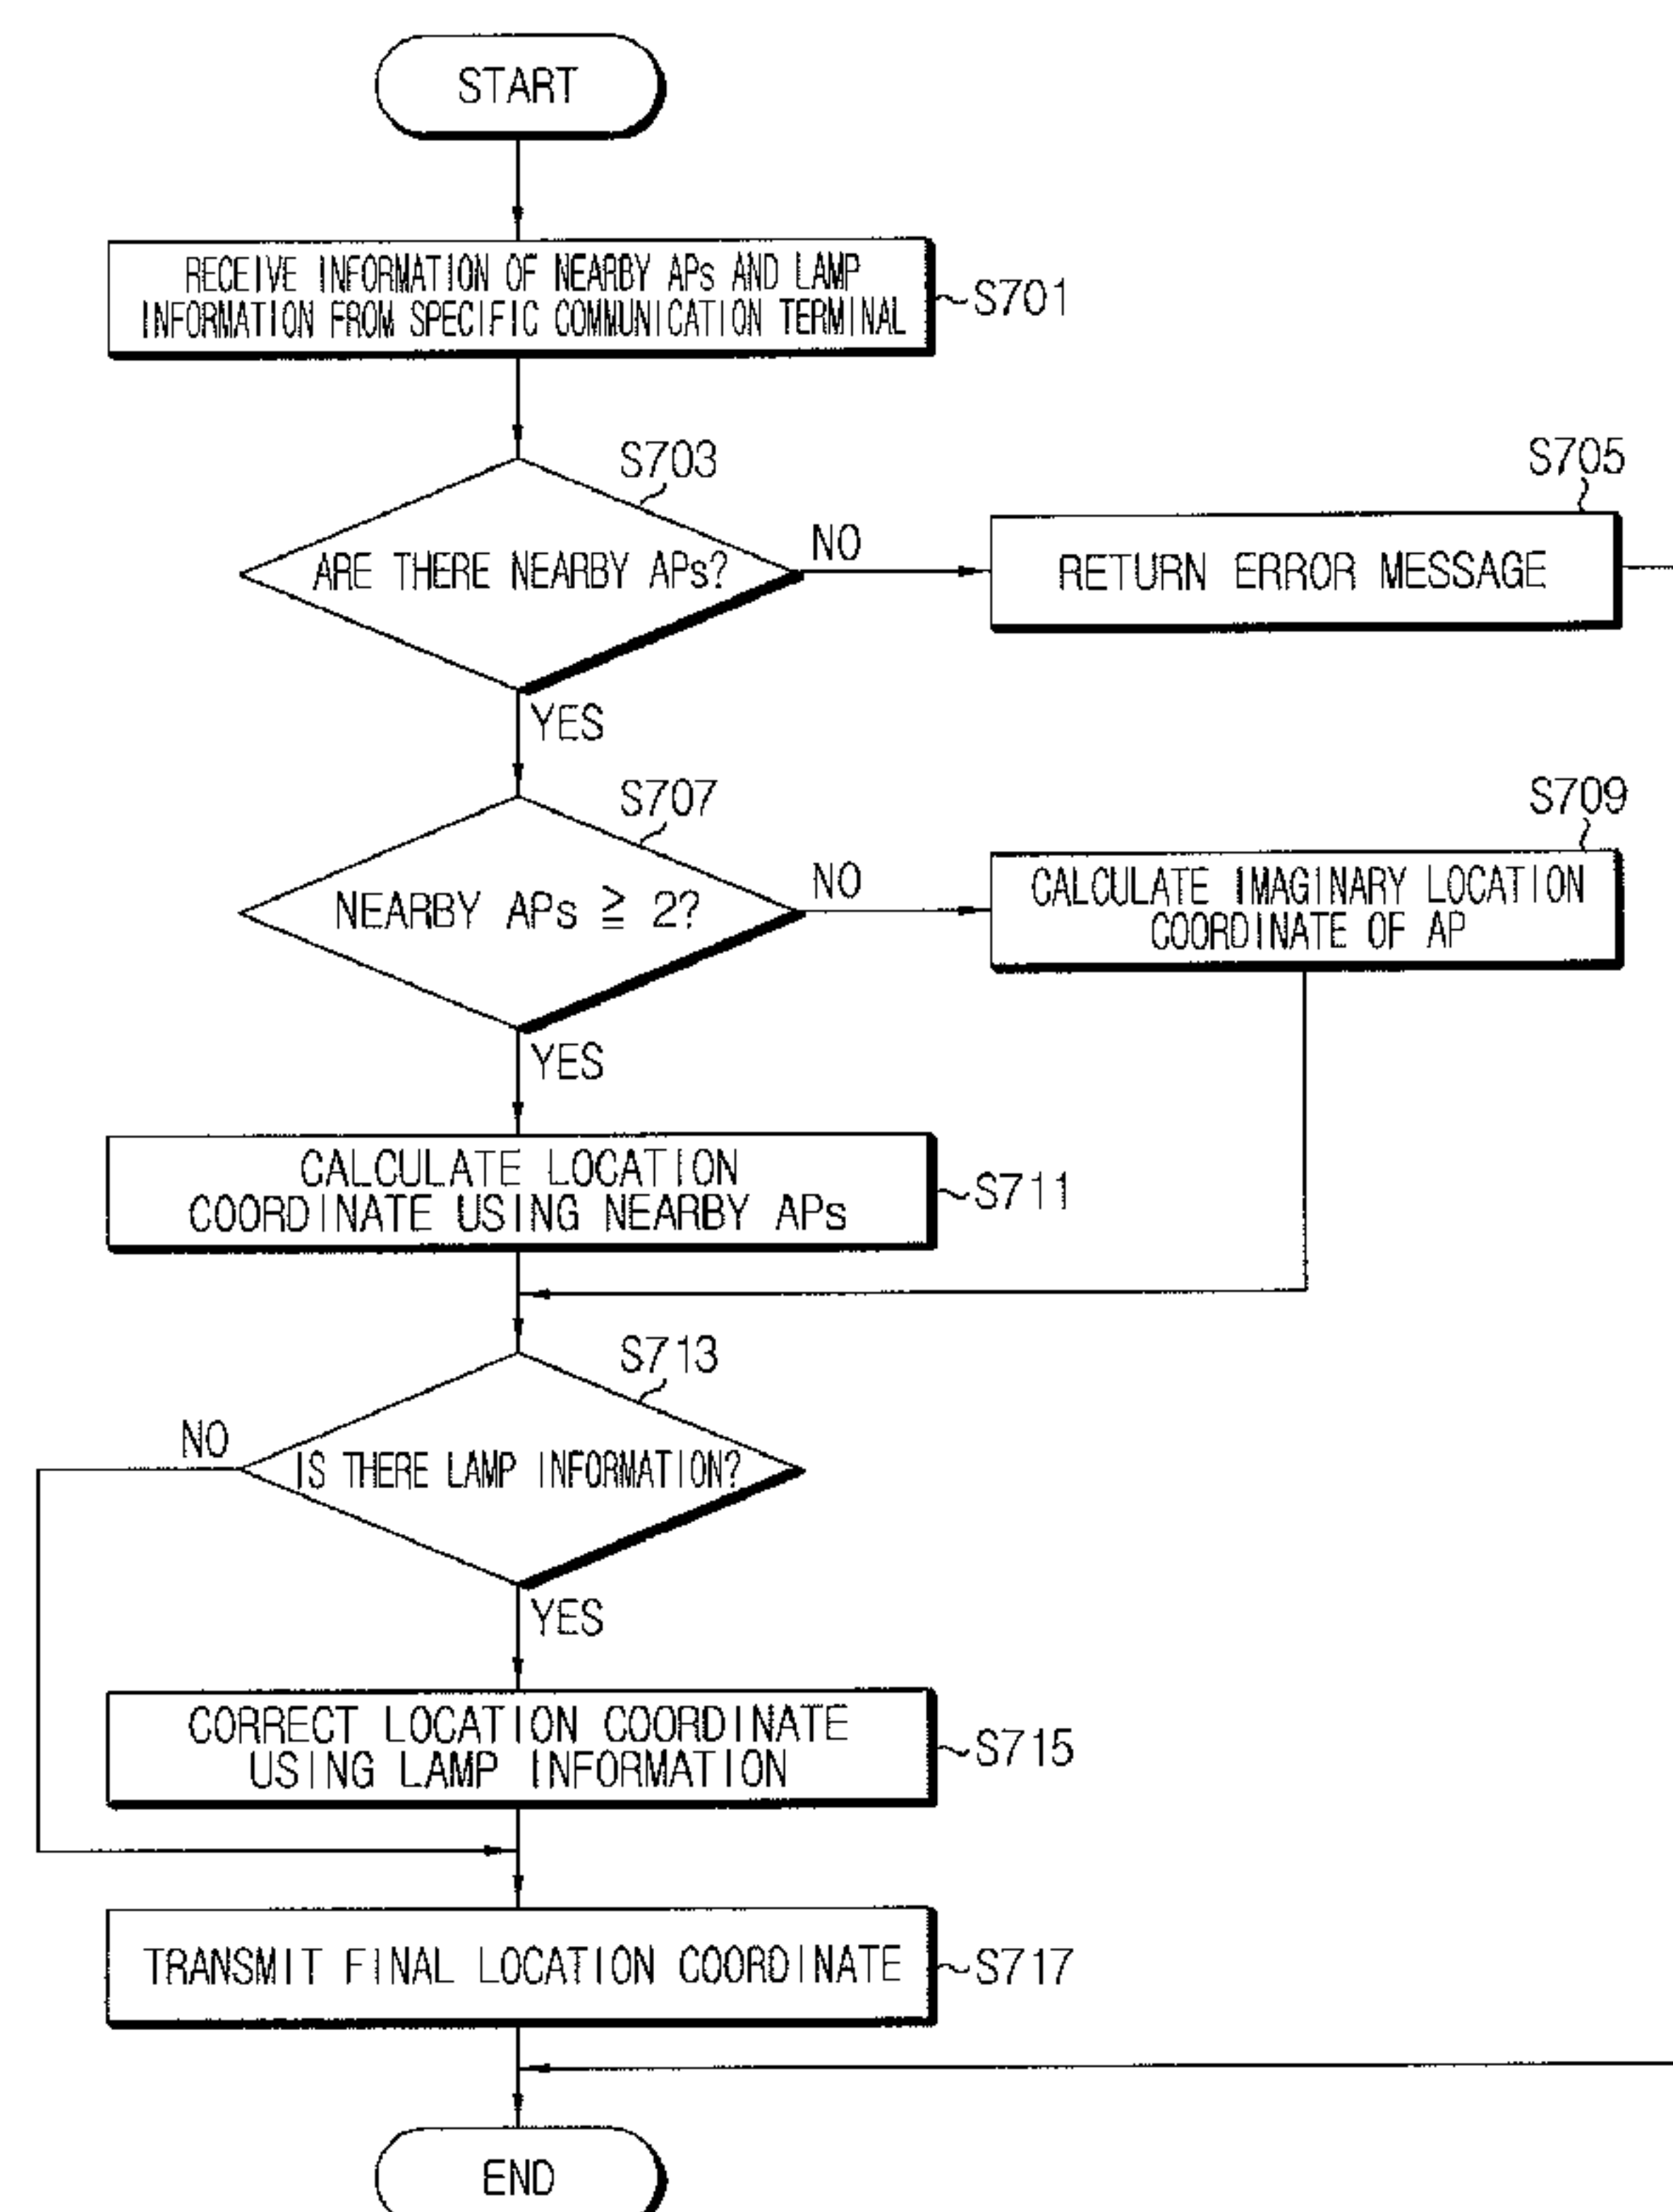 START
RECEIVE INFORMATION OF NEARBY APs AND LAMP
INFORMATION FROM SPECIFIC COMMUNICATION TERMINAL
S701
S703
ARE THERE NEARBY APs?
NO
S705
RETURN ERROR MESSAGE
YES
S707
NEARBY APs ≧ 2?
NO
S709
CALCULATE IMAGINARY LOCATION
COORDINATE OF AP
YES
CALCULATE LOCATION
COORDINATE USING NEARBY APs
S711
S713
NO
IS THERE LAMP INFORMATION?
YES
CORRECT LOCATION COORDINATE
USING LAMP INFORMATION
S715
TRANSMIT FINAL LOCATION COORDINATE
S717
END